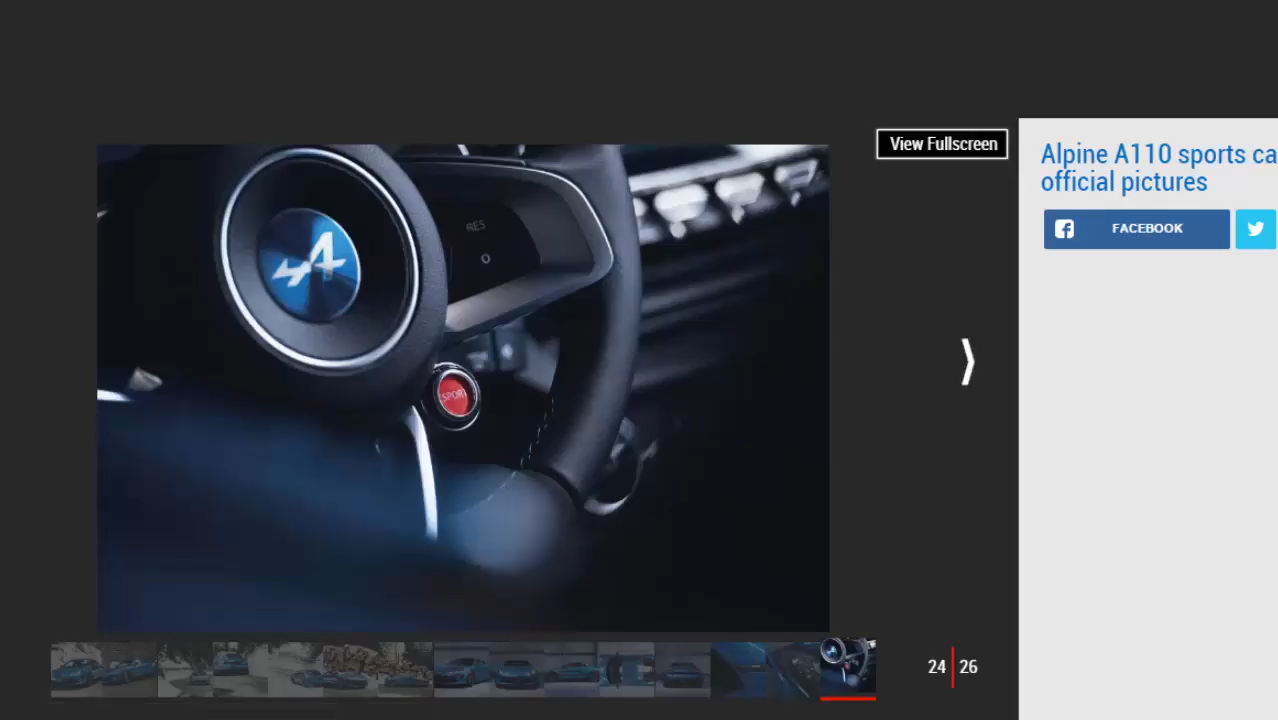 View Fullscreen
Alpine A110 sports ca
official pictures
FACEBOOK
RES
SPORT
24 26